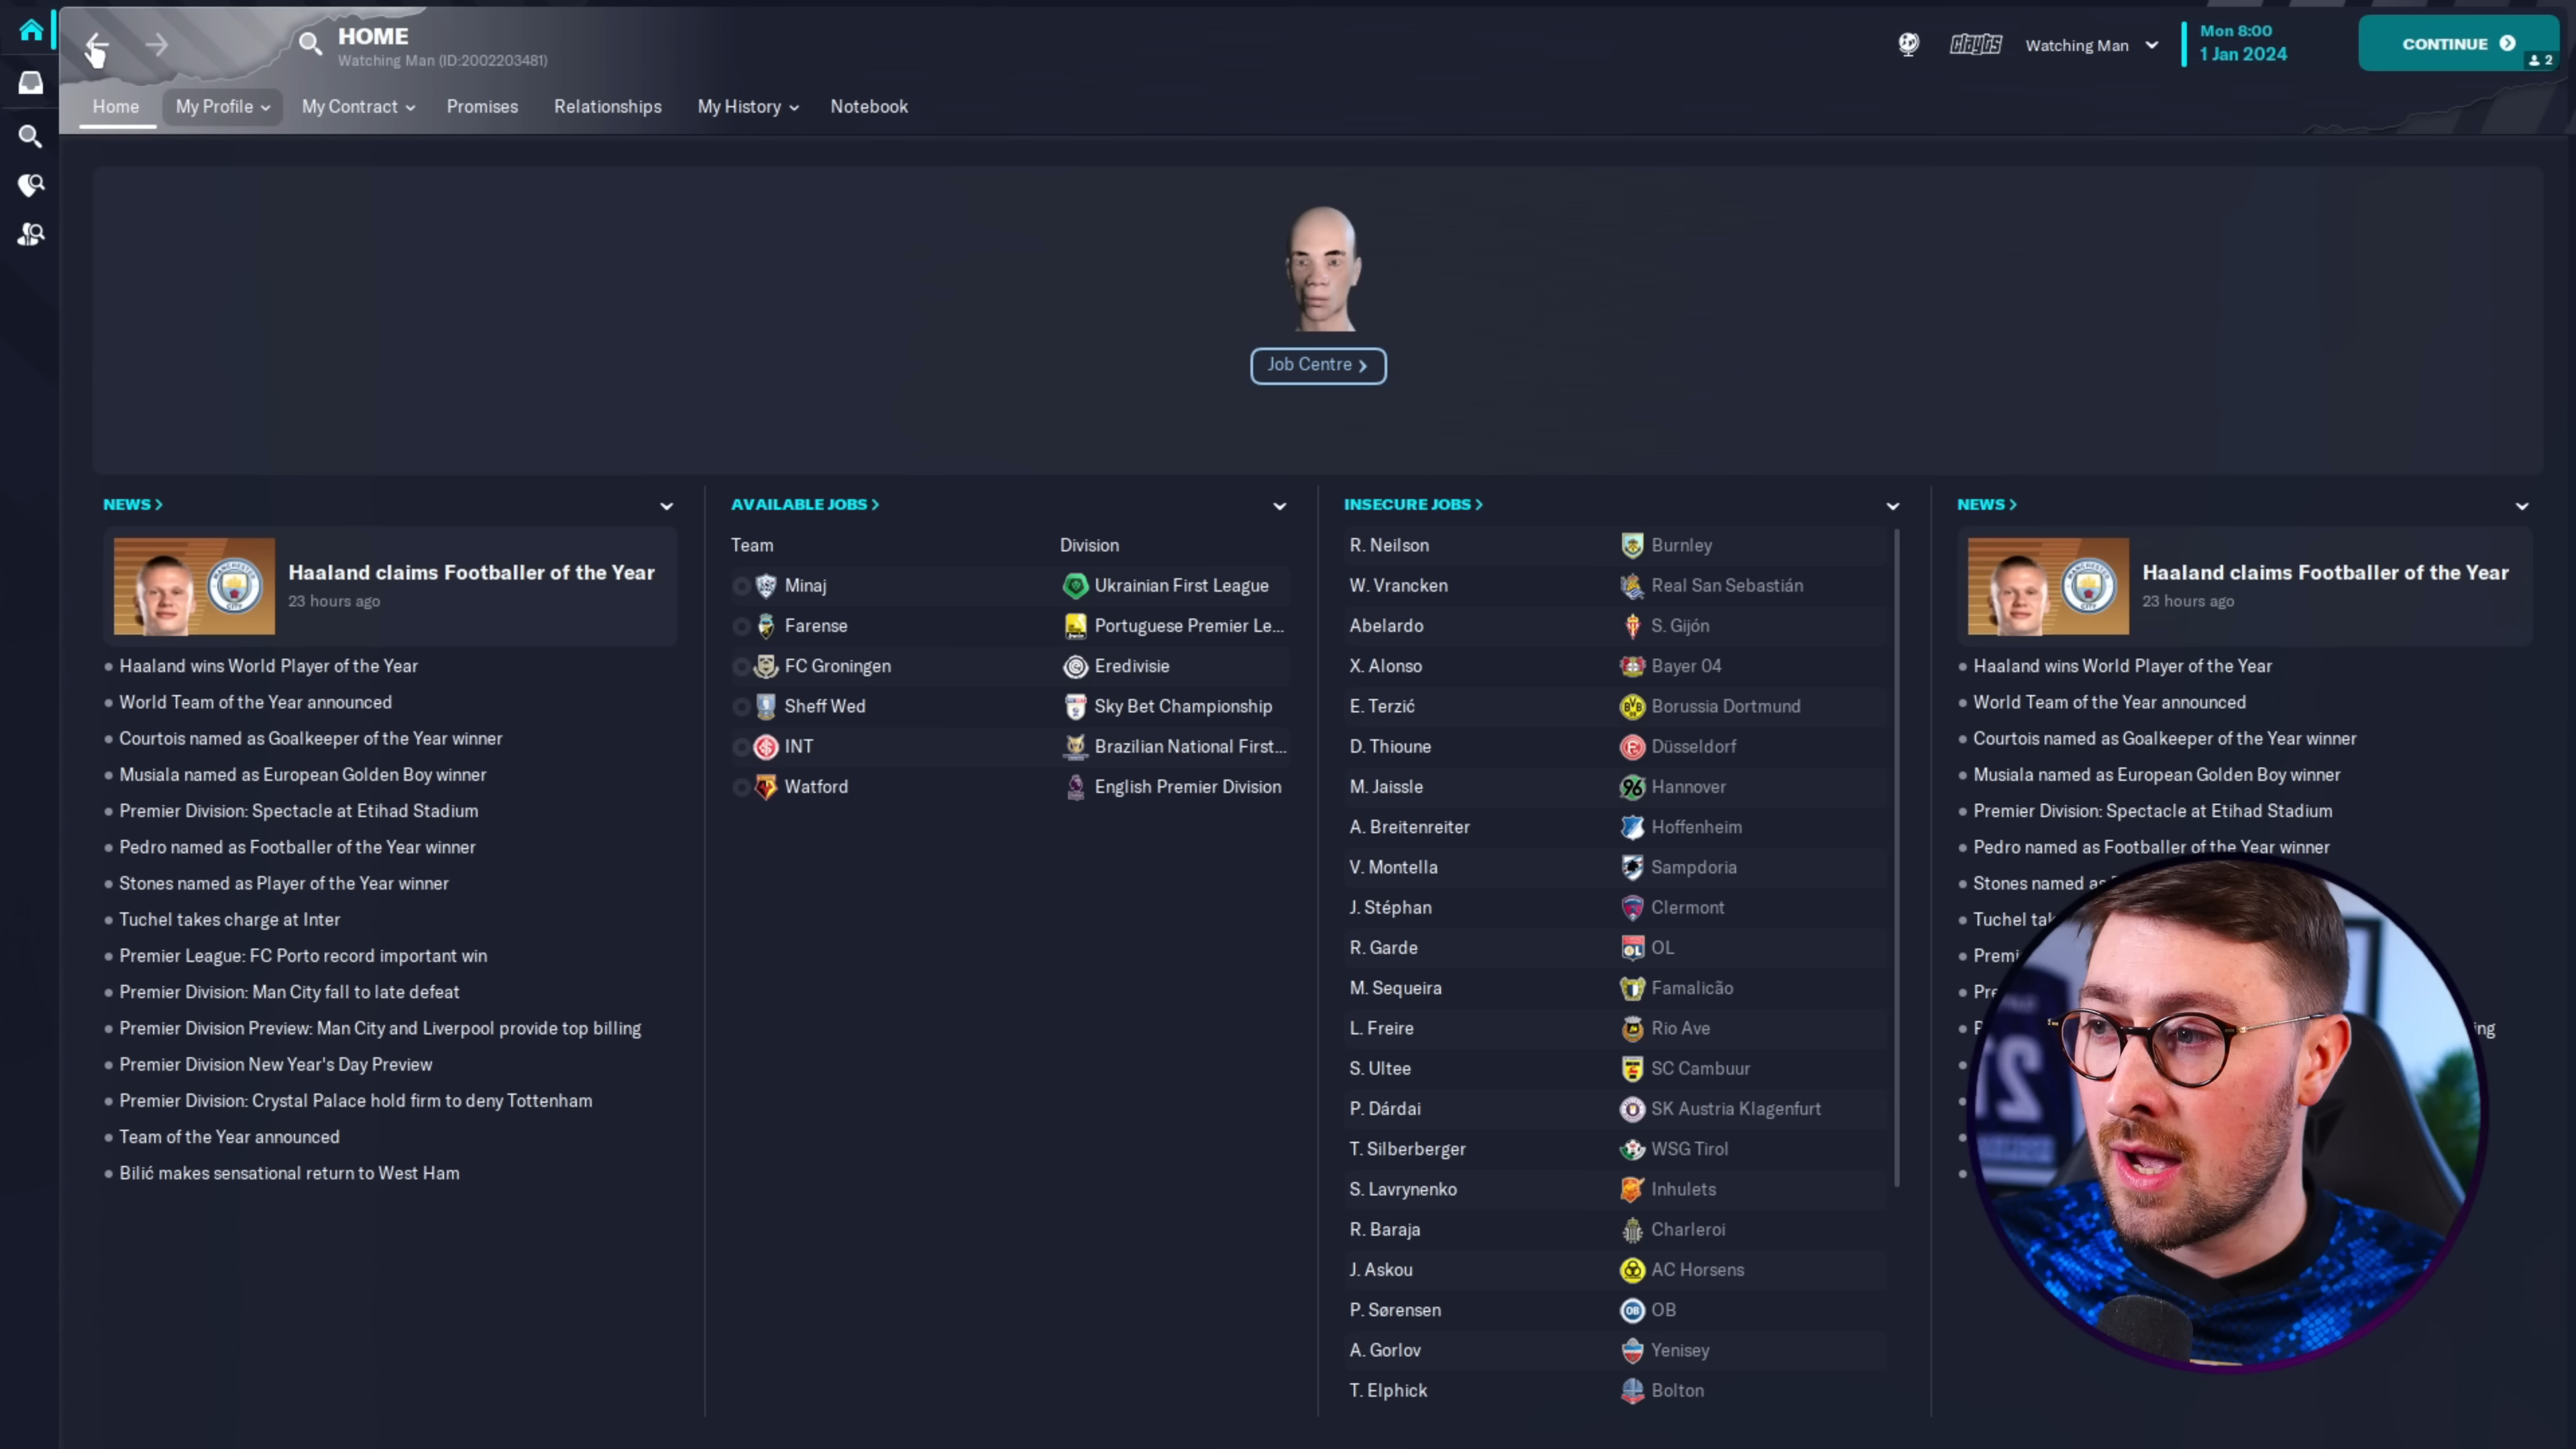 HOME
Watching Man (ID:2002203481)
claygs
Watching Man
Mon 8:00
1 Jan 2024
CONTINUE
2
Home
My Profile
My Contract
Promises
Relationships
My History
Notebook
Job Centre
NEWS
Haaland claims Footballer of the Year
23 hours ago
Haaland wins World Player of the Year
World Team of the Year announced
Courtois named as Goalkeeper of the Year winner
Musiala named as European Golden Boy winner
Premier Division: Spectacle at Etihad Stadium
Pedro named as Footballer of the Year winner
Stones named as Player of the Year winner
Tuchel takes charge at Inter
Premier League: FC Porto record important win
Premier Division: Man City fall to late defeat
Premier Division Preview: Man City and Liverpool provide top billing
Premier Division New Year's Day Preview
Premier Division: Crystal Palace hold firm to deny Tottenham
Team of the Year announced
Bilić makes sensational return to West Ham
AVAILABLE JOBS
Team Division
Minaj Ukrainian First League
Farense Portuguese Premier Le...
FC Groningen Eredivisie
Sheff Wed Sky Bet Championship
INT Brazilian National First...
Watford English Premier Division
INSECURE JOBS
R. Neilson Burnley
W. Vrancken Real San Sebastián
Abelardo S. Gijón
X. Alonso Bayer 04
E. Terzić Borussia Dortmund
D. Thioune Düsseldorf
M. Jaissle Hannover
A. Breitenreiter Hoffenheim
V. Montella Sampdoria
J. Stéphan Clermont
R. Garde OL
M. Sequeira Famalicão
L. Freire Rio Ave
S. Ultee SC Cambuur
P. Dárdai SK Austria Klagenfurt
T. Silberberger WSG Tirol
S. Lavrynenko Inhulets
R. Baraja Charleroi
J. Askou AC Horsens
P. Sørensen OB
A. Gorlov Yenisey
T. Elphick Bolton
NEWS
Haaland claims Footballer of the Year
23 hours ago
Haaland wins World Player of the Year
World Team of the Year announced
Courtois named as Goalkeeper of the Year winner
Musiala named as European Golden Boy winner
Premier Division: Spectacle at Etihad Stadium
Pedro named as Footballer of the Year winner
Stones named as
Tuchel tak
Premi
Pre
P ing